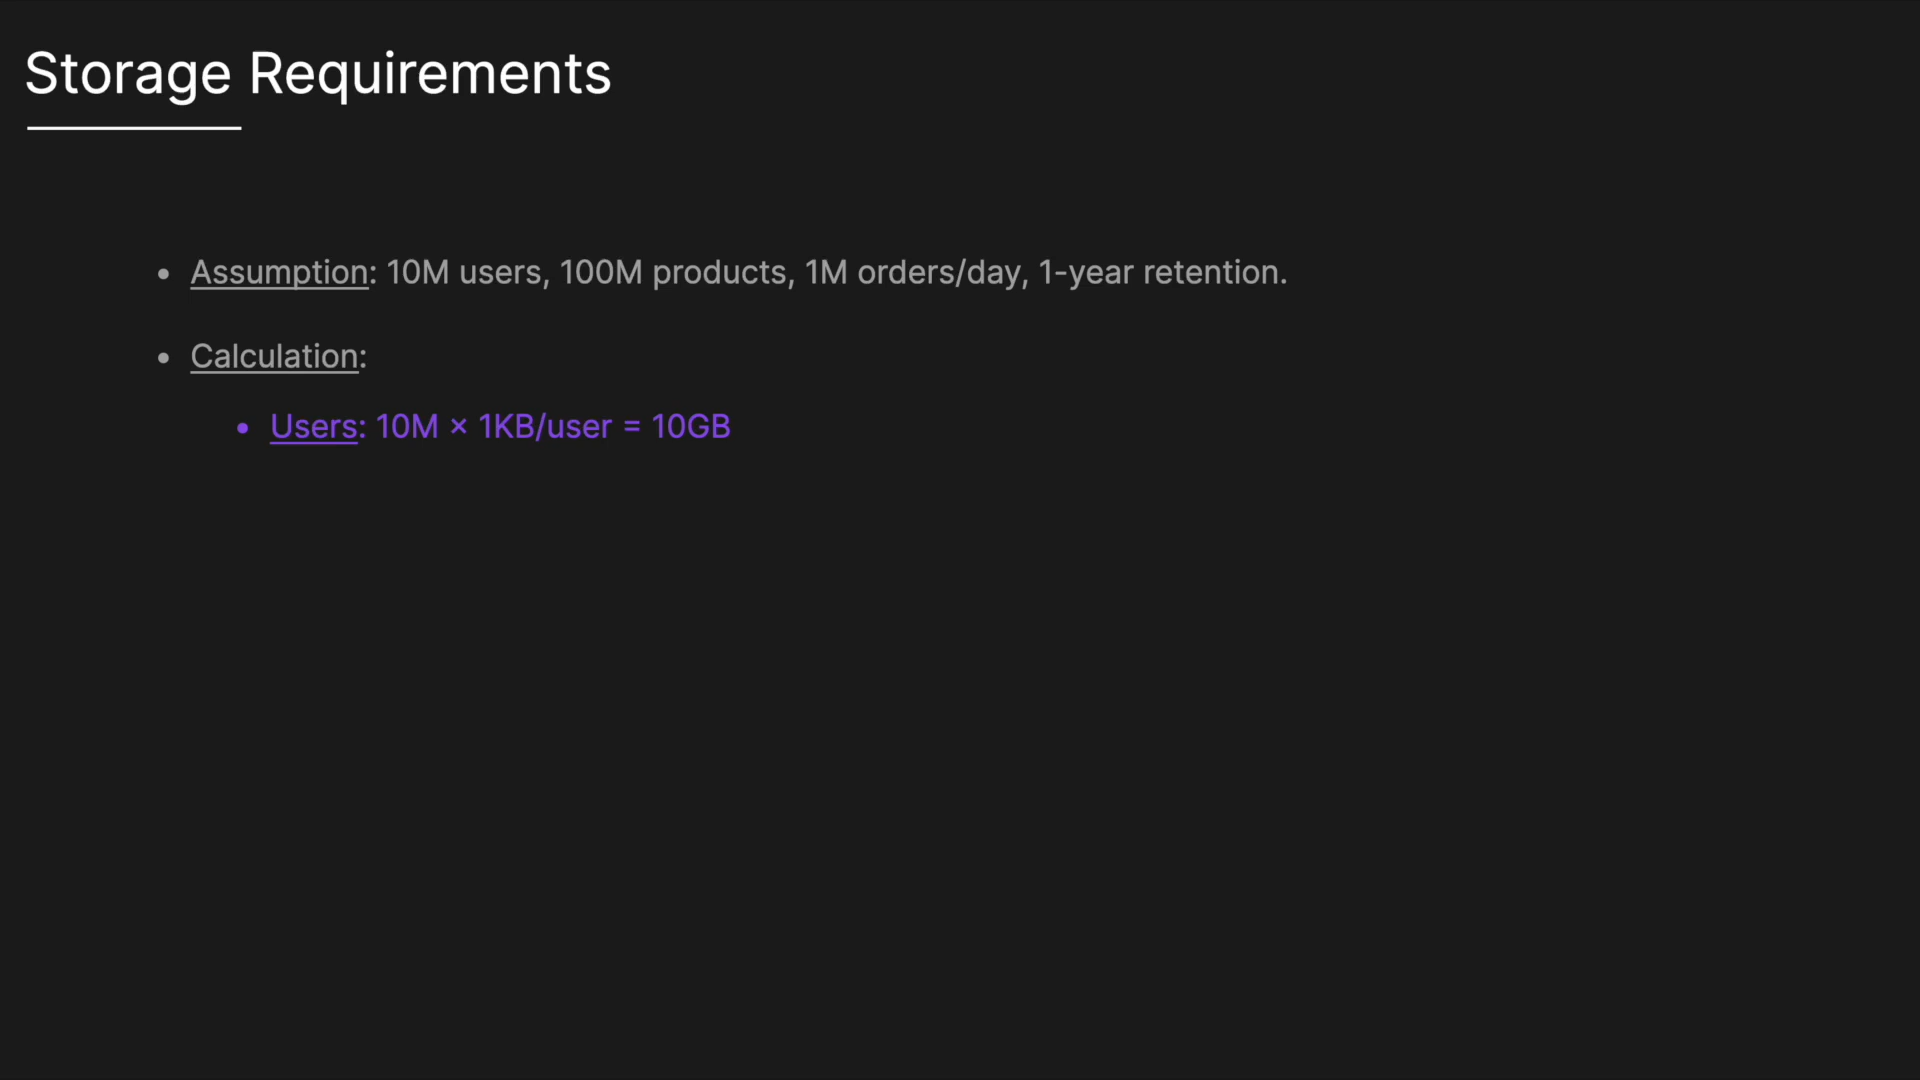 Storage Requirements
• Assumption: 10M users, 100M products, 1M orders/day, 1-year retention.
• Calculation:
• Users: 10M × 1KB/user = 10GB